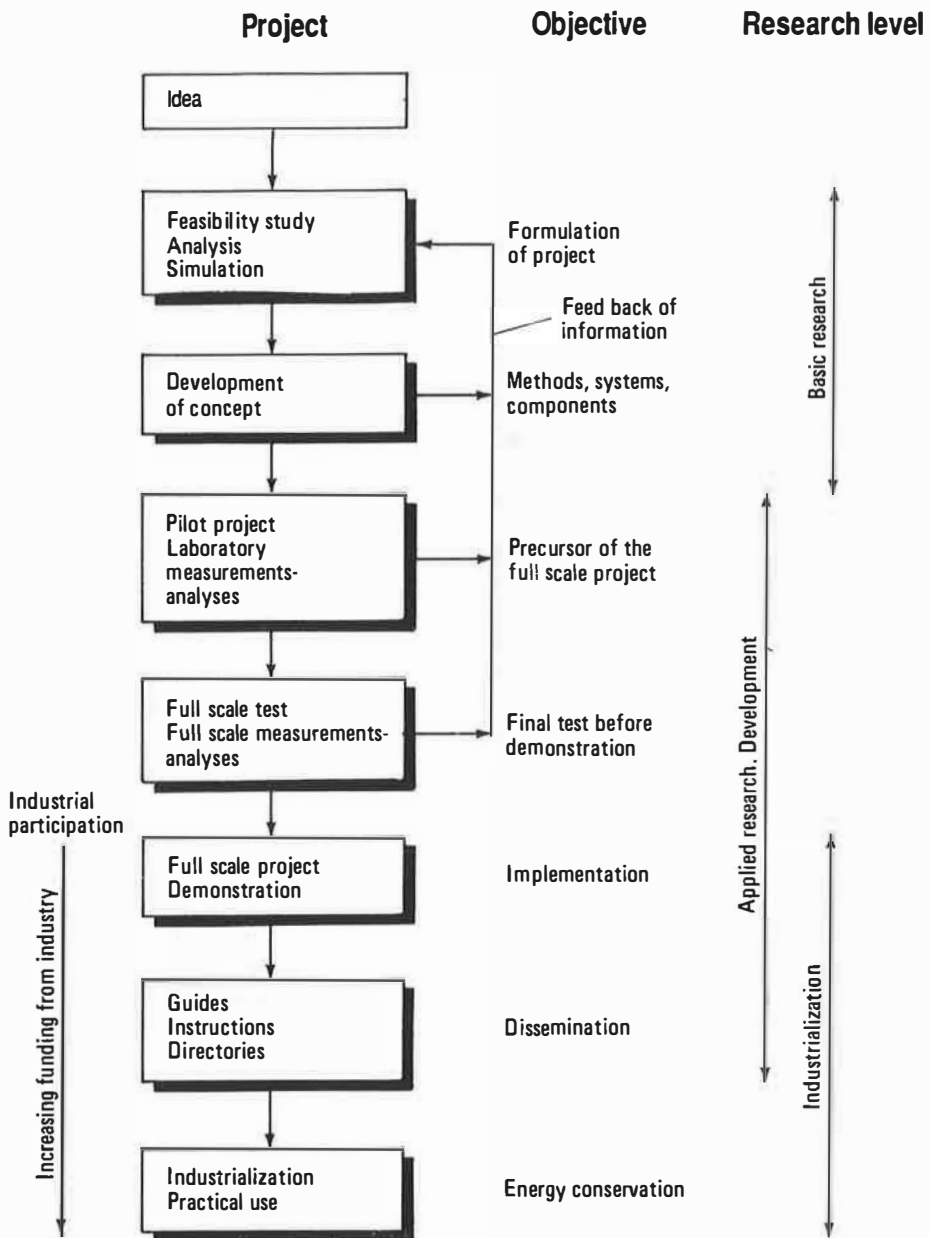 Project
Objective
Research level
Idea
Feasibility study
Analysis
Simulation
Formulation
of project
Feed back of
information
Basic research
Development
of concept
Methods, systems,
components
Pilot project
Laboratory
measurements-
analyses
Precursor of the
full scale project
Applied research. Development
Full scale test
Full scale measurements-
analyses
Final test before
demonstration
Industrial
participation
Increasing funding from industry
Full scale project
Demonstration
Implementation
Industrialization
Guides
Instructions
Directories
Dissemination
Industrialization
Practical use
Energy conservation